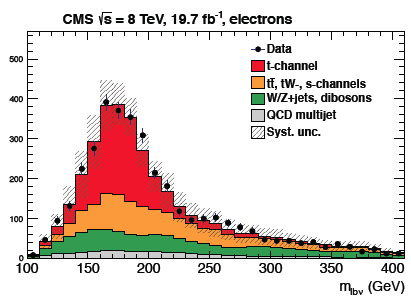 CMS √s = 8 TeV, 19.7 fb⁻¹, electrons
Data
t-channel
tt̄, tW-, s-channels
W/Z+jets, dibosons
QCD multijet
Syst. unc.
500
400
300
200
100
0
100 150 200 250 300 350 400
mlbν (GeV)